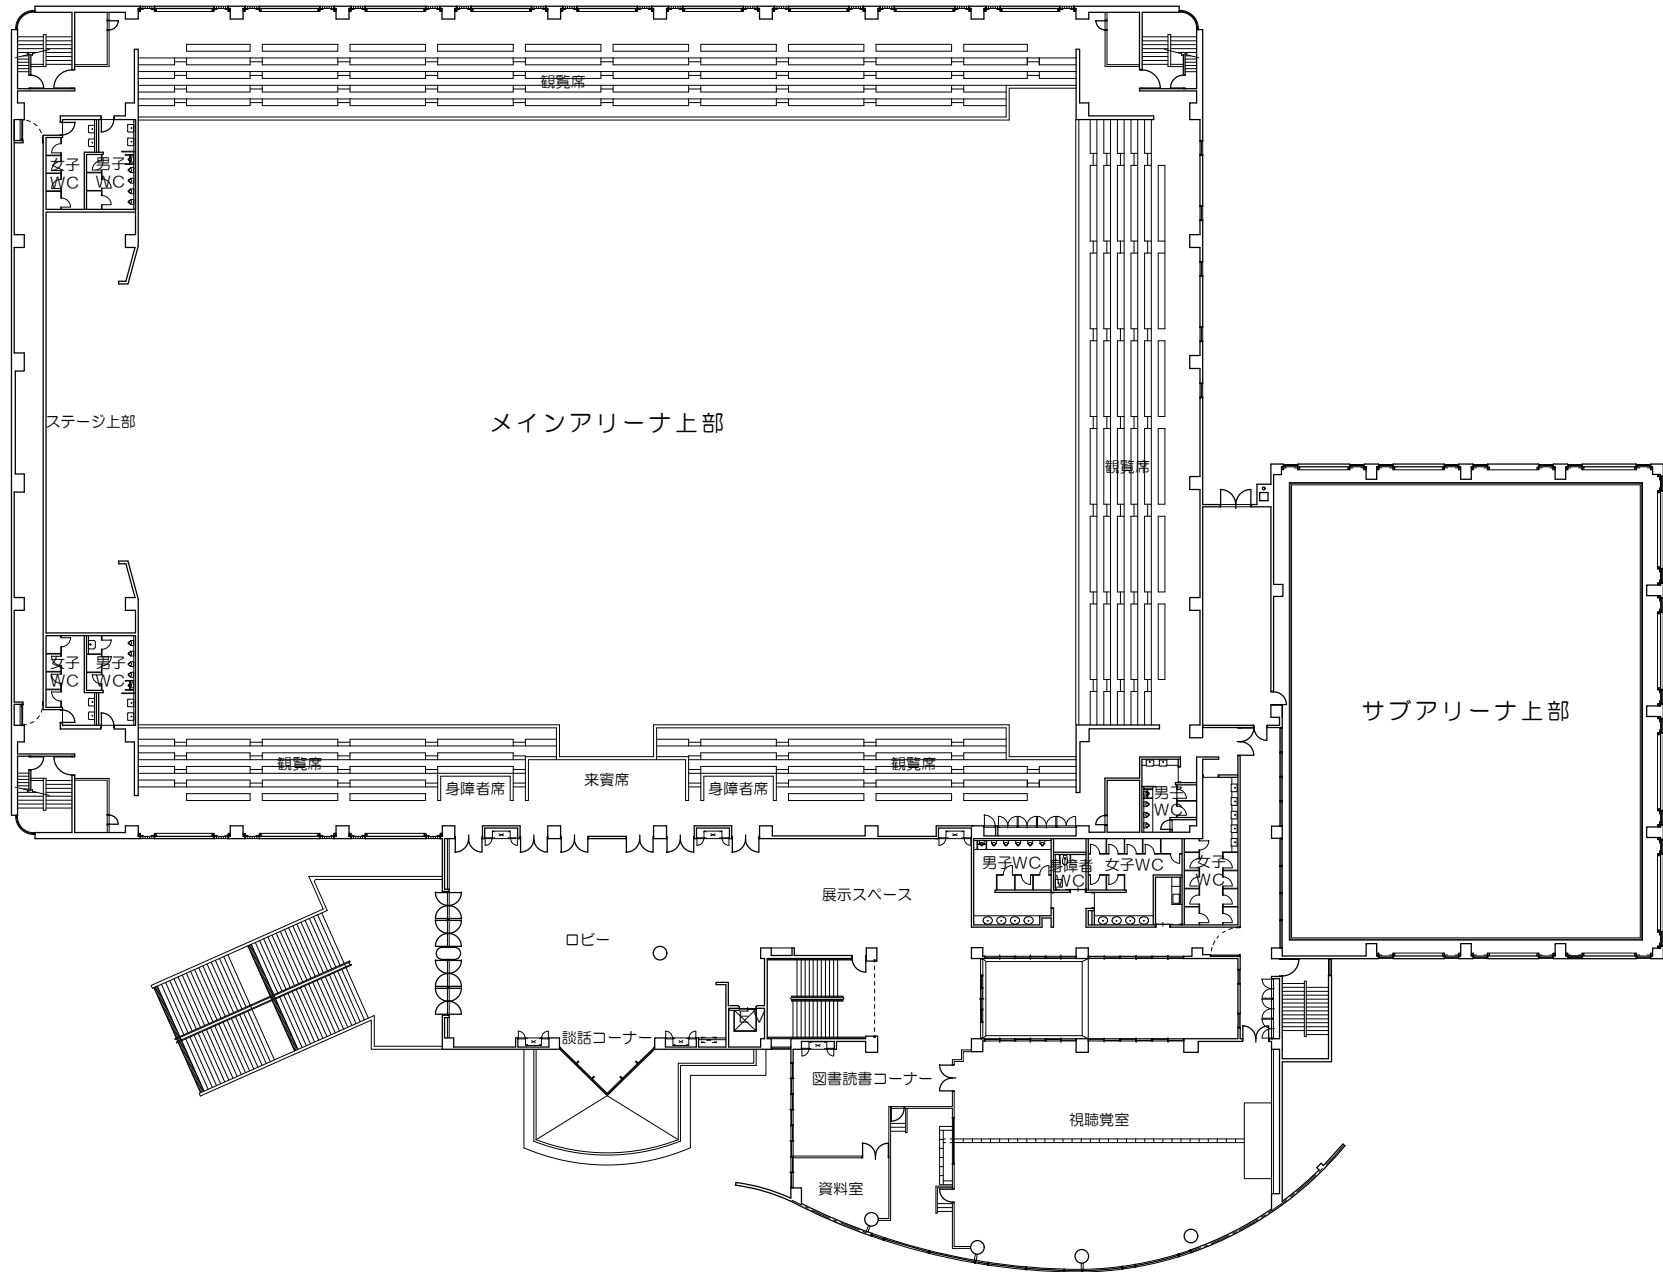 観覧席
女子
WC
男子
WC
ステージ上部
メインアリーナ上部
観覧席
女子
WC
男子
WC
サブアリーナ上部
観覧席
身障者席
来賓席
身障者席
観覧席
男子
WC
男子WC
身障者
WC
女子WC
女子
WC
展示スペース
ロビー
談話コーナー
図書読書コーナー
視聴覚室
資料室